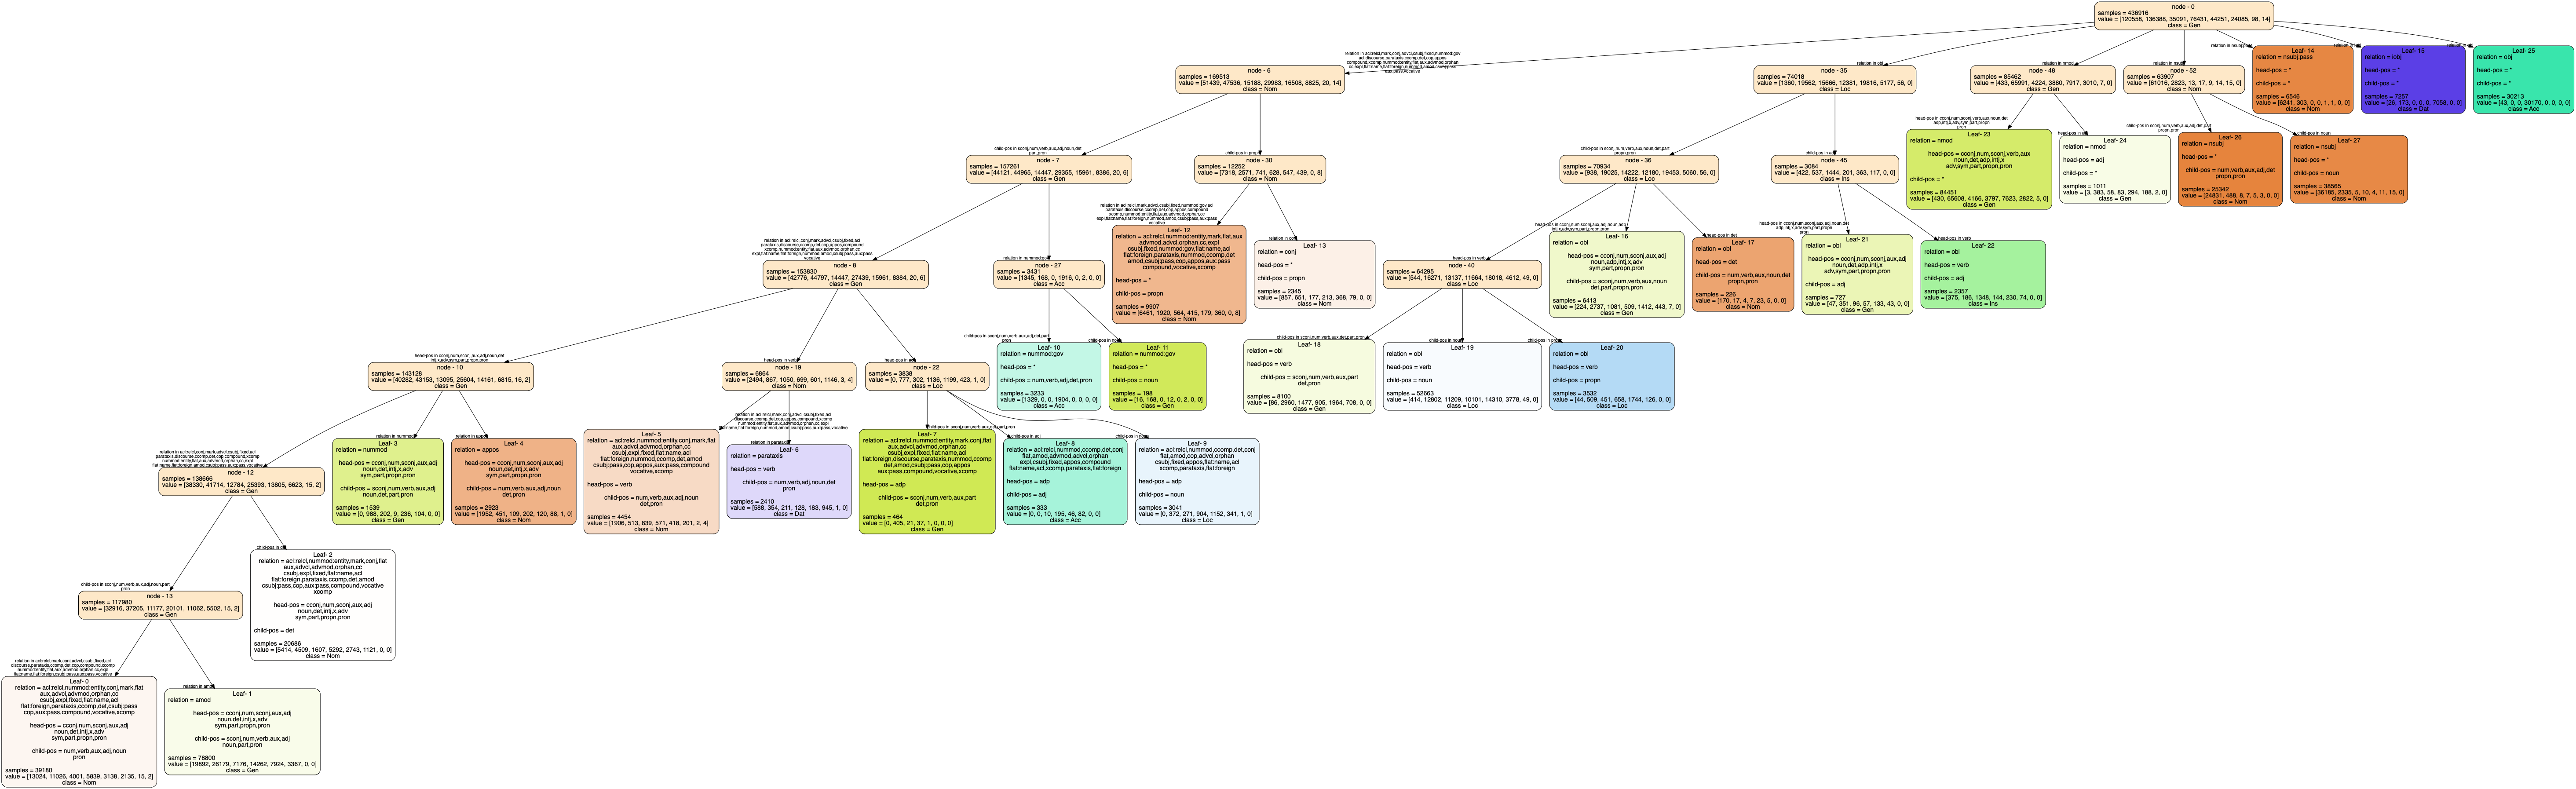 node - 0
samples = 436916
value = [120558, 136388, 35091, 76431, 44251, 24085, 98, 14]
class = Gen
relation in acl:relcl,mark,conj,advcl,csubj,fixed,nummod:gov
acl,discourse,parataxis,ccomp,det,cop,appos
compound,xcomp,nummod:entity,flat,aux,advmod,orphan
cc,expl,flat:name,flat:foreign,nummod,amod,csubj:pass
aux:pass,vocative
node - 6
samples = 169513
value = [51439, 47536, 15188, 29983, 16508, 8825, 20, 14]
class = Nom
relation in obl
node - 35
samples = 74018
value = [1360, 19562, 15666, 12381, 19816, 5177, 56, 0]
class = Loc
relation in nmod
node - 48
samples = 85462
value = [433, 65991, 4224, 3880, 7917, 3010, 7, 0]
class = Gen
relation in nsubj
node - 52
samples = 63907
value = [61016, 2823, 13, 17, 9, 14, 15, 0]
class = Nom
relation in nsubj:pass
Leaf- 14
relation = nsubj:pass
head-pos = *
child-pos = *
samples = 6546
value = [6241, 303, 0, 0, 1, 1, 0, 0]
class = Nom
Leaf- 15
relation = iobj
head-pos = *
child-pos = *
samples = 7257
value = [26, 173, 0, 0, 0, 7058, 0, 0]
class = Dat
Leaf- 25
relation = obj
head-pos = *
child-pos = *
samples = 30213
value = [43, 0, 0, 30170, 0, 0, 0, 0]
class = Acc
child-pos in sconj,num,verb,aux,adj,noun,det
part,pron
node - 7
samples = 157261
value = [44121, 44965, 14447, 29355, 15961, 8386, 20, 6]
class = Gen
child-pos in propn
node - 30
samples = 12252
value = [7318, 2571, 741, 628, 547, 439, 0, 8]
class = Nom
child-pos in sconj,num,verb,aux,noun,det,part
propn,pron
node - 36
samples = 70934
value = [938, 19025, 14222, 12180, 19453, 5060, 56, 0]
class = Loc
child-pos in adj
node - 45
samples = 3084
value = [422, 537, 1444, 201, 363, 117, 0, 0]
class = Ins
head-pos in cconj,num,sconj,verb,aux,noun,det
adp,intj,x,adv,sym,part,propn
pron
Leaf- 23
relation = nmod
head-pos = cconj,num,sconj,verb,aux
noun,det,adp,intj,x
adv,sym,part,propn,pron
child-pos = *
samples = 84451
value = [430, 65608, 4166, 3797, 7623, 2822, 5, 0]
class = Gen
Leaf- 24
relation = nmod
head-pos = adj
child-pos = *
samples = 1011
value = [3, 383, 58, 83, 294, 188, 2, 0]
class = Gen
child-pos in sconj,num,verb,aux,adj,det,part
propn,pron
Leaf- 26
relation = nsubj
head-pos = *
child-pos = num,verb,aux,adj,det
propn,pron
samples = 25342
value = [24831, 488, 8, 7, 5, 3, 0, 0]
class = Nom
child-pos in noun
Leaf- 27
relation = nsubj
head-pos = *
child-pos = noun
samples = 38565
value = [36185, 2335, 5, 10, 4, 11, 15, 0]
class = Nom
relation in acl:relcl,conj,mark,advcl,csubj,fixed,acl
parataxis,discourse,ccomp,det,cop,appos,compound
xcomp,nummod:entity,flat,aux,advmod,orphan,cc
expl,flat:name,flat:foreign,nummod,amod,csubj:pass,aux:pass
vocative
node - 8
samples = 153830
value = [42776, 44797, 14447, 27439, 15961, 8384, 20, 6]
class = Gen
relation in nummod:gov
node - 27
samples = 3431
value = [1345, 168, 0, 1916, 0, 2, 0, 0]
class = Acc
relation in acl:relcl,mark,advcl,csubj,fixed,nummod:gov,acl
parataxis,discourse,ccomp,det,cop,appos,compound
xcomp,nummod:entity,flat,aux,advmod,orphan,cc
expl,flat:name,flat:foreign,nummod,amod,csubj:pass,aux:pass
vocative
Leaf- 12
relation = acl:relcl,nummod:entity,mark,flat,aux
advmod,advcl,orphan,cc,expl
csubj,fixed,nummod:gov,flat:name,acl
flat:foreign,parataxis,nummod,ccomp,det
amod,csubj:pass,cop,appos,aux:pass
compound,vocative,xcomp
head-pos = *
child-pos = propn
samples = 9907
value = [6461, 1920, 564, 415, 179, 360, 0, 8]
class = Nom
relation in conj
Leaf- 13
relation = conj
head-pos = *
child-pos = propn
samples = 2345
value = [857, 651, 177, 213, 368, 79, 0, 0]
class = Nom
head-pos in verb
node - 40
samples = 64295
value = [544, 16271, 13137, 11664, 18018, 4612, 49, 0]
class = Loc
head-pos in cconj,num,sconj,aux,adj,noun,adp
intj,x,adv,sym,part,propn,pron
Leaf- 16
relation = obl
head-pos = cconj,num,sconj,aux,adj
noun,adp,intj,x,adv
sym,part,propn,pron
child-pos = sconj,num,verb,aux,noun
det,part,propn,pron
samples = 6413
value = [224, 2737, 1081, 509, 1412, 443, 7, 0]
class = Gen
head-pos in det
Leaf- 17
relation = obl
head-pos = det
child-pos = num,verb,aux,noun,det
propn,pron
samples = 226
value = [170, 17, 4, 7, 23, 5, 0, 0]
class = Nom
head-pos in cconj,num,sconj,aux,adj,noun,det
adp,intj,x,adv,sym,part,propn
pron
Leaf- 21
relation = obl
head-pos = cconj,num,sconj,aux,adj
noun,det,adp,intj,x
adv,sym,part,propn,pron
child-pos = adj
samples = 727
value = [47, 351, 96, 57, 133, 43, 0, 0]
class = Gen
head-pos in verb
Leaf- 22
relation = obl
head-pos = verb
child-pos = adj
samples = 2357
value = [375, 186, 1348, 144, 230, 74, 0, 0]
class = Ins
head-pos in cconj,num,sconj,aux,adj,noun,det
intj,x,adv,sym,part,propn,pron
node - 10
samples = 143128
value = [40282, 43153, 13095, 25604, 14161, 6815, 16, 2]
class = Gen
head-pos in verb
node - 19
samples = 6864
value = [2494, 867, 1050, 699, 601, 1146, 3, 4]
class = Nom
head-pos in adp
node - 22
samples = 3838
value = [0, 777, 302, 1136, 1199, 423, 1, 0]
class = Loc
child-pos in sconj,num,verb,aux,adj,det,part
pron
Leaf- 10
relation = nummod:gov
head-pos = *
child-pos = num,verb,adj,det,pron
samples = 3233
value = [1329, 0, 0, 1904, 0, 0, 0, 0]
class = Acc
child-pos in noun
Leaf- 11
relation = nummod:gov
head-pos = *
child-pos = noun
samples = 198
value = [16, 168, 0, 12, 0, 2, 0, 0]
class = Gen
child-pos in sconj,num,verb,aux,det,part,pron
Leaf- 18
relation = obl
head-pos = verb
child-pos = sconj,num,verb,aux,part
det,pron
samples = 8100
value = [86, 2960, 1477, 905, 1964, 708, 0, 0]
class = Gen
child-pos in noun
Leaf- 19
relation = obl
head-pos = verb
child-pos = noun
samples = 52663
value = [414, 12802, 11209, 10101, 14310, 3778, 49, 0]
class = Loc
child-pos in propn
Leaf- 20
relation = obl
head-pos = verb
child-pos = propn
samples = 3532
value = [44, 509, 451, 658, 1744, 126, 0, 0]
class = Loc
relation in acl:relcl,conj,mark,advcl,csubj,fixed,acl
parataxis,discourse,ccomp,det,cop,compound,xcomp
nummod:entity,flat,aux,advmod,orphan,cc,expl
flat:name,flat:foreign,amod,csubj:pass,aux:pass,vocative
node - 12
samples = 138666
value = [38330, 41714, 12784, 25393, 13805, 6623, 15, 2]
class = Gen
relation in nummod
Leaf- 3
relation = nummod
head-pos = cconj,num,sconj,aux,adj
noun,det,intj,x,adv
sym,part,propn,pron
child-pos = sconj,num,verb,aux,adj
noun,det,part,pron
samples = 1539
value = [0, 988, 202, 9, 236, 104, 0, 0]
class = Gen
relation in appos
Leaf- 4
relation = appos
head-pos = cconj,num,sconj,aux,adj
noun,det,intj,x,adv
sym,part,propn,pron
child-pos = num,verb,aux,adj,noun
det,pron
samples = 2923
value = [1952, 451, 109, 202, 120, 88, 1, 0]
class = Nom
relation in acl:relcl,mark,conj,advcl,csubj,fixed,acl
discourse,ccomp,det,cop,appos,compound,xcomp
nummod:entity,flat,aux,advmod,orphan,cc,expl
flat:name,flat:foreign,nummod,amod,csubj:pass,aux:pass,vocative
Leaf- 5
relation = acl:relcl,nummod:entity,conj,mark,flat
aux,advcl,advmod,orphan,cc
csubj,expl,fixed,flat:name,acl
flat:foreign,nummod,ccomp,det,amod
csubj:pass,cop,appos,aux:pass,compound
vocative,xcomp
head-pos = verb
child-pos = num,verb,aux,adj,noun
det,pron
samples = 4454
value = [1906, 513, 839, 571, 418, 201, 2, 4]
class = Nom
relation in parataxis
Leaf- 6
relation = parataxis
head-pos = verb
child-pos = num,verb,adj,noun,det
pron
samples = 2410
value = [588, 354, 211, 128, 183, 945, 1, 0]
class = Dat
child-pos in sconj,num,verb,aux,det,part,pron
Leaf- 7
relation = acl:relcl,nummod:entity,mark,conj,flat
aux,advcl,advmod,orphan,cc
csubj,expl,fixed,flat:name,acl
flat:foreign,discourse,parataxis,nummod,ccomp
det,amod,csubj:pass,cop,appos
aux:pass,compound,vocative,xcomp
head-pos = adp
child-pos = sconj,num,verb,aux,part
det,pron
samples = 464
value = [0, 405, 21, 37, 1, 0, 0, 0]
class = Gen
child-pos in adj
Leaf- 8
relation = acl:relcl,nummod,ccomp,det,conj
flat,amod,advmod,advcl,orphan
expl,csubj,fixed,appos,compound
flat:name,acl,xcomp,parataxis,flat:foreign
head-pos = adp
child-pos = adj
samples = 333
value = [0, 0, 10, 195, 46, 82, 0, 0]
class = Acc
child-pos in noun
Leaf- 9
relation = acl:relcl,nummod,ccomp,det,conj
flat,amod,cop,advcl,orphan
csubj,fixed,appos,flat:name,acl
xcomp,parataxis,flat:foreign
head-pos = adp
child-pos = noun
samples = 3041
value = [0, 372, 271, 904, 1152, 341, 1, 0]
class = Loc
child-pos in sconj,num,verb,aux,adj,noun,part
pron
node - 13
samples = 117980
value = [32916, 37205, 11177, 20101, 11062, 5502, 15, 2]
class = Gen
child-pos in det
Leaf- 2
relation = acl:relcl,nummod:entity,mark,conj,flat
aux,advcl,advmod,orphan,cc
csubj,expl,fixed,flat:name,acl
flat:foreign,parataxis,ccomp,det,amod
csubj:pass,cop,aux:pass,compound,vocative
xcomp
head-pos = cconj,num,sconj,aux,adj
noun,det,intj,x,adv
sym,part,propn,pron
child-pos = det
samples = 20686
value = [5414, 4509, 1607, 5292, 2743, 1121, 0, 0]
class = Nom
relation in acl:relcl,mark,conj,advcl,csubj,fixed,acl
discourse,parataxis,ccomp,det,cop,compound,xcomp
nummod:entity,flat,aux,advmod,orphan,cc,expl
flat:name,flat:foreign,csubj:pass,aux:pass,vocative
Leaf- 0
relation = acl:relcl,nummod:entity,conj,mark,flat
aux,advcl,advmod,orphan,cc
csubj,expl,fixed,flat:name,acl
flat:foreign,parataxis,ccomp,det,csubj:pass
cop,aux:pass,compound,vocative,xcomp
head-pos = cconj,num,sconj,aux,adj
noun,det,intj,x,adv
sym,part,propn,pron
child-pos = num,verb,aux,adj,noun
pron
samples = 39180
value = [13024, 11026, 4001, 5839, 3138, 2135, 15, 2]
class = Nom
relation in amod
Leaf- 1
relation = amod
head-pos = cconj,num,sconj,aux,adj
noun,det,intj,x,adv
sym,part,propn,pron
child-pos = sconj,num,verb,aux,adj
noun,part,pron
samples = 78800
value = [19892, 26179, 7176, 14262, 7924, 3367, 0, 0]
class = Gen